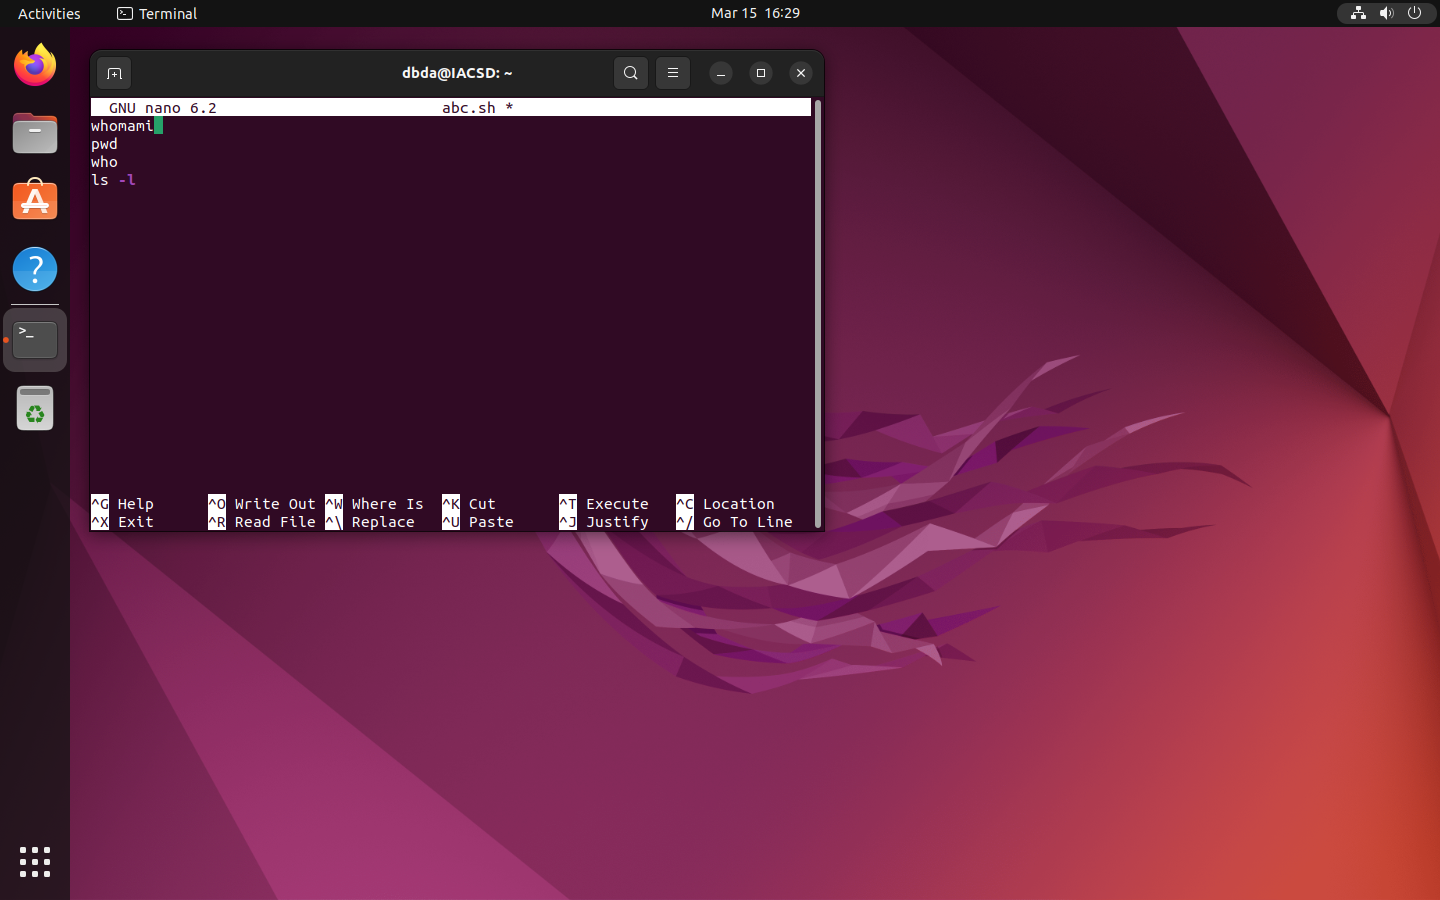 Activities Terminal Mar 15 16:29
dbda@IACSD: ~
GNU nano 6.2 abc.sh *
whomami
pwd
who
ls -l
^G Help ^O Write Out ^W Where Is ^K Cut ^T Execute ^C Location
^X Exit ^R Read File ^\ Replace ^U Paste ^J Justify ^/ Go To Line